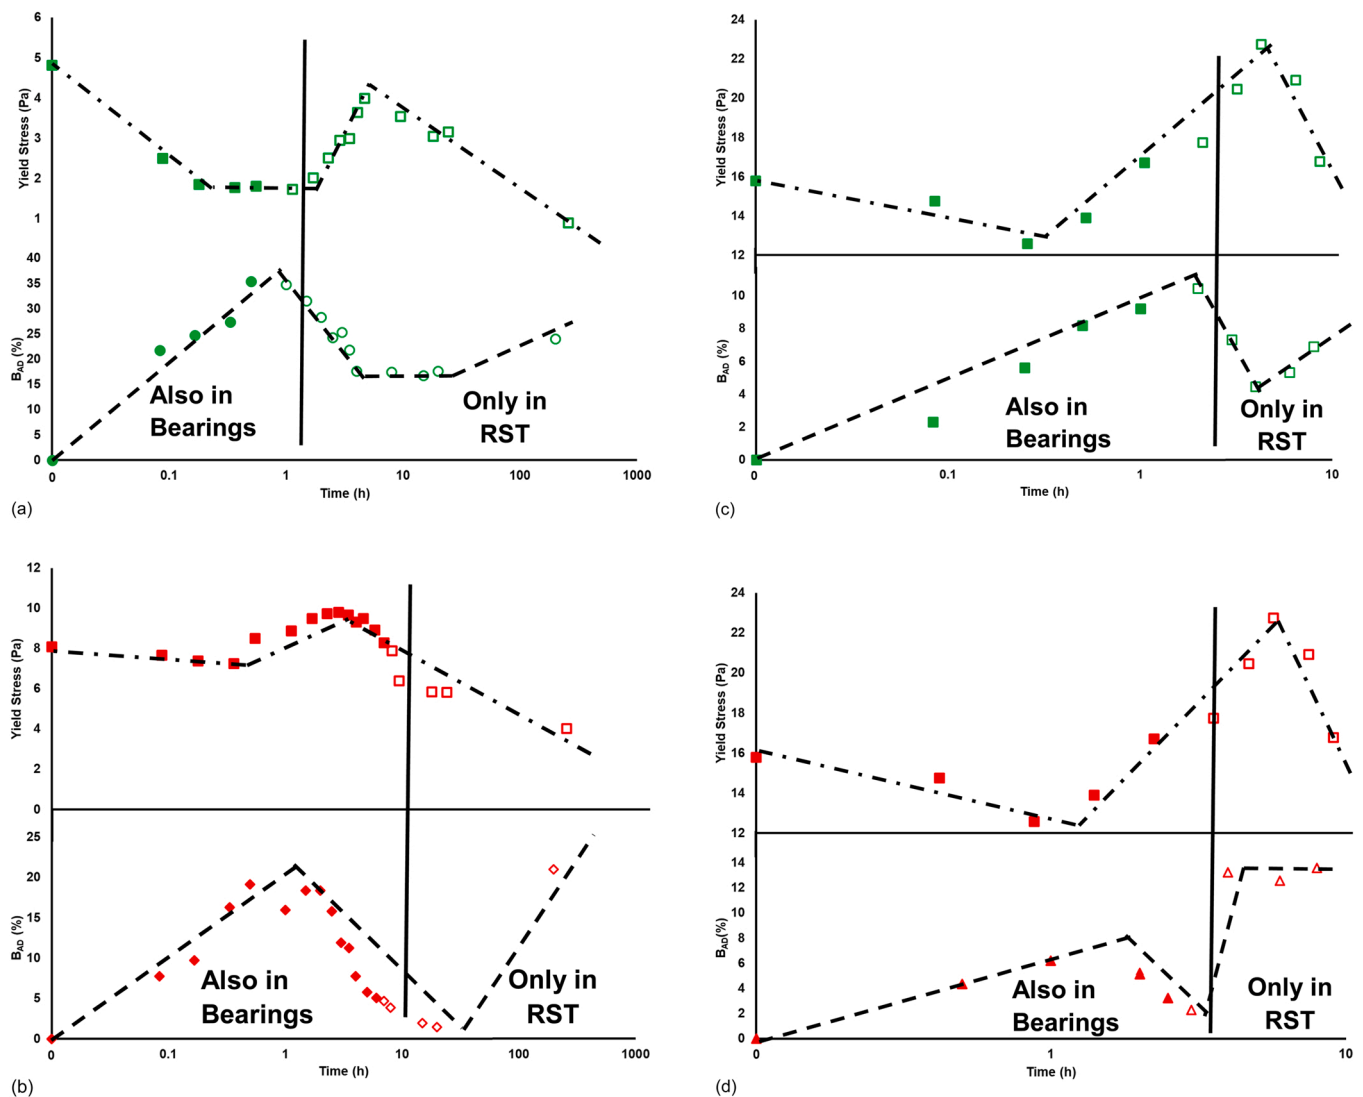 6
5
4
3
2
1
Yield Stress (Pa)
40
35
30
25
20
15
10
5
0
B_AD (%)
Also in
Bearings
Only in
RST
0 0.1 1 10 100 1000
Time (h)
(a)
24
22
20
18
16
14
12
Yield Stress (Pa)
10
8
6
4
2
0
B_AD (%)
Also in
Bearings
Only in
RST
0 0.1 1 10
Time (h)
(c)
12
10
8
6
4
2
0
Yield Stress (Pa)
25
20
15
10
5
0
B_AD (%)
Also in
Bearings
Only in
RST
0 0.1 1 10 100 1000
Time (h)
(b)
24
22
20
18
16
14
12
Yield Stress (Pa)
14
12
10
8
6
4
2
0
B_AD(%)
Also in
Bearings
Only in
RST
0 1 10
Time (h)
(d)